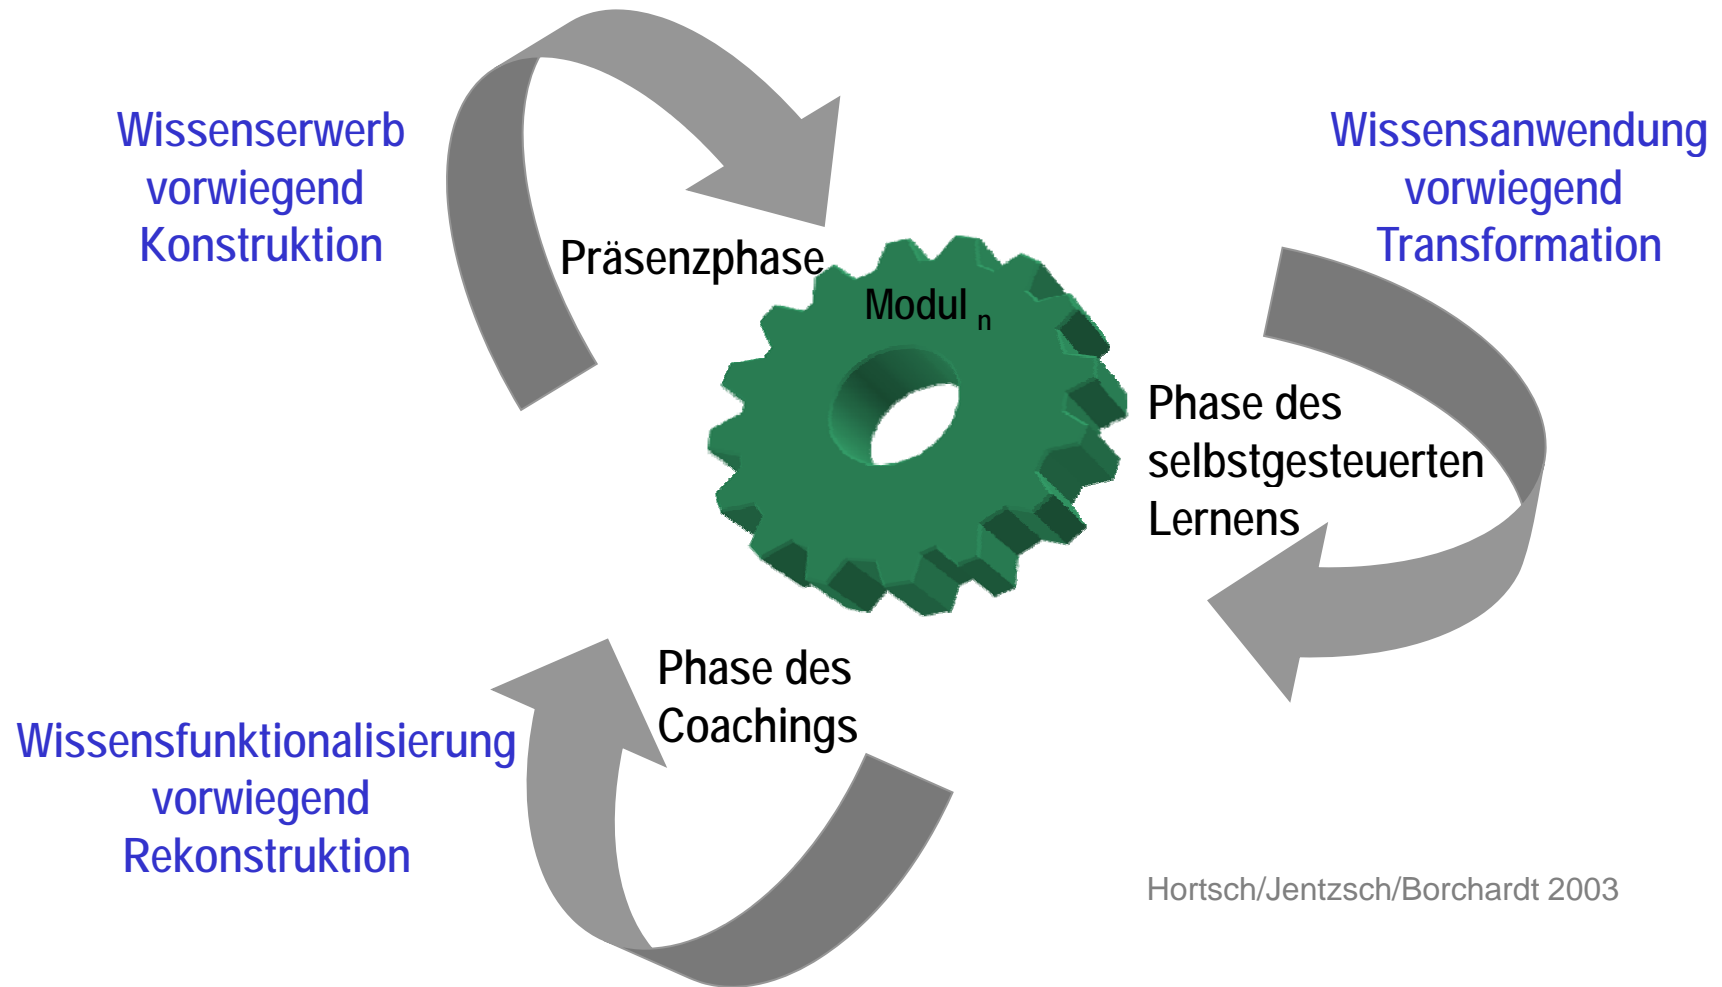 Wissenserwerb
vorwiegend
Konstruktion
Präsenzphase
Modul n
Wissensanwendung
vorwiegend
Transformation
Phase des
selbstgesteuerten
Lernens
Phase des
Coachings
Wissensfunktionalisierung
vorwiegend
Rekonstruktion
Hortsch/Jentzsch/Borchardt 2003